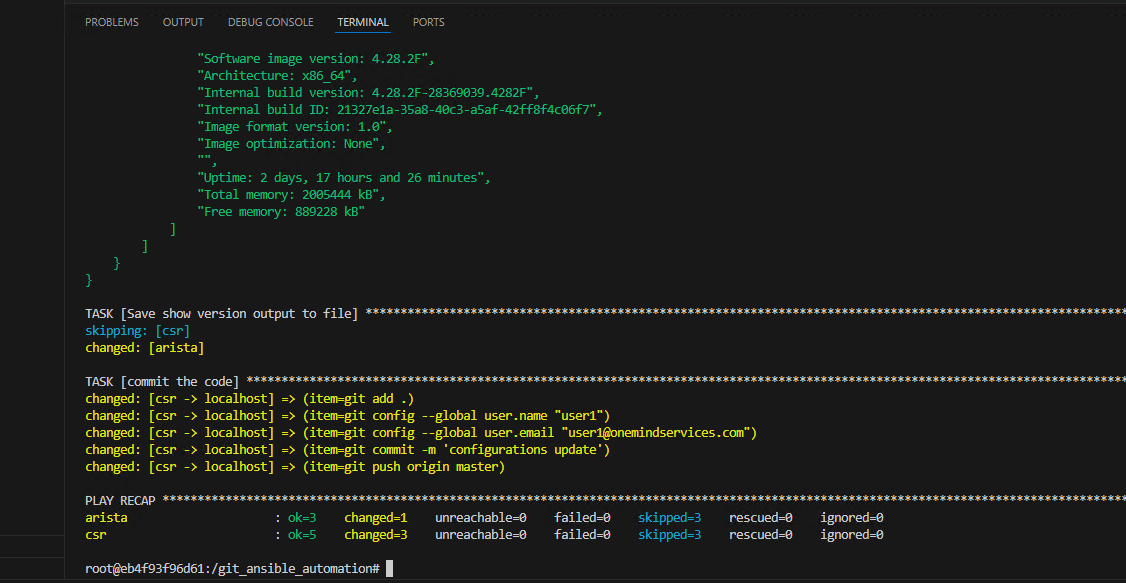 PROBLEMS OUTPUT DEBUG CONSOLE TERMINAL PORTS
"Software image version: 4.28.2F",
"Architecture: x86_64",
"Internal build version: 4.28.2F-28369039.4282F",
"Internal build ID: 21327e1a-35a8-40c3-a5af-42ff8f4c06f7",
"Image format version: 1.0",
"Image optimization: None",
"",
"Uptime: 2 days, 17 hours and 26 minutes",
"Total memory: 2005444 kB",
"Free memory: 889228 kB"
]
]
}
}
TASK [Save show version output to file] **************************************************************************************************************
skipping: [csr]
changed: [arista]
TASK [commit the code] *******************************************************************************************************************************
changed: [csr -> localhost] => (item=git add .)
changed: [csr -> localhost] => (item=git config --global user.name "user1")
changed: [csr -> localhost] => (item=git config --global user.email "user1@onemindservices.com")
changed: [csr -> localhost] => (item=git commit -m 'configurations update')
changed: [csr -> localhost] => (item=git push origin master)
PLAY RECAP *******************************************************************************************************************************************
arista : ok=3 changed=1 unreachable=0 failed=0 skipped=3 rescued=0 ignored=0
csr : ok=5 changed=3 unreachable=0 failed=0 skipped=3 rescued=0 ignored=0
root@eb4f93f96d61:/git_ansible_automation#